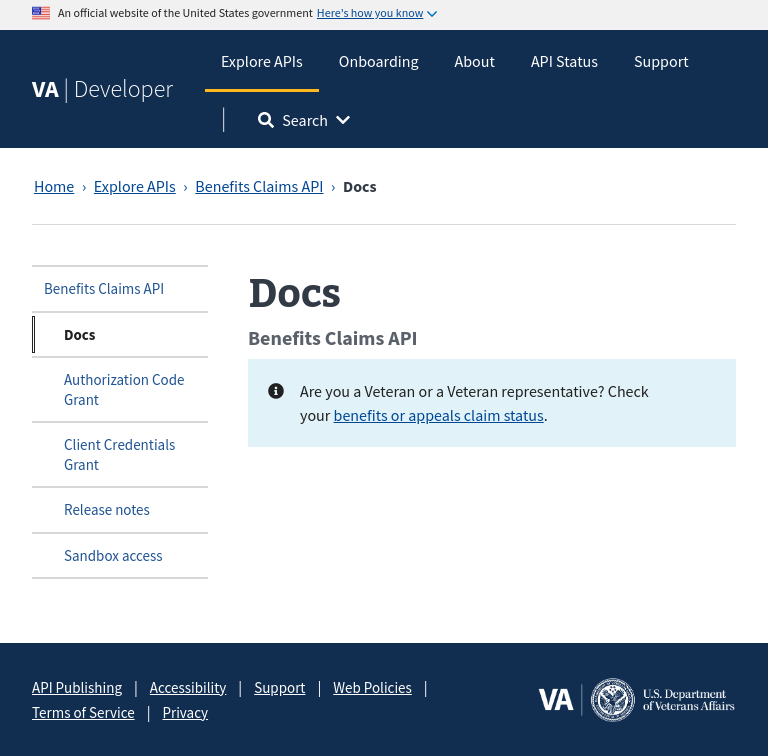 An official website of the United States government Here's how you know
VA | Developer
Explore APIs Onboarding About API Status Support
Search
Home › Explore APIs › Benefits Claims API › Docs
Benefits Claims API
Docs
Authorization Code
Grant
Client Credentials
Grant
Release notes
Sandbox access
Docs
Benefits Claims API
Are you a Veteran or a Veteran representative? Check
your benefits or appeals claim status.
API Publishing | Accessibility | Support | Web Policies |
Terms of Service | Privacy
VA | U.S. Department
of Veterans Affairs